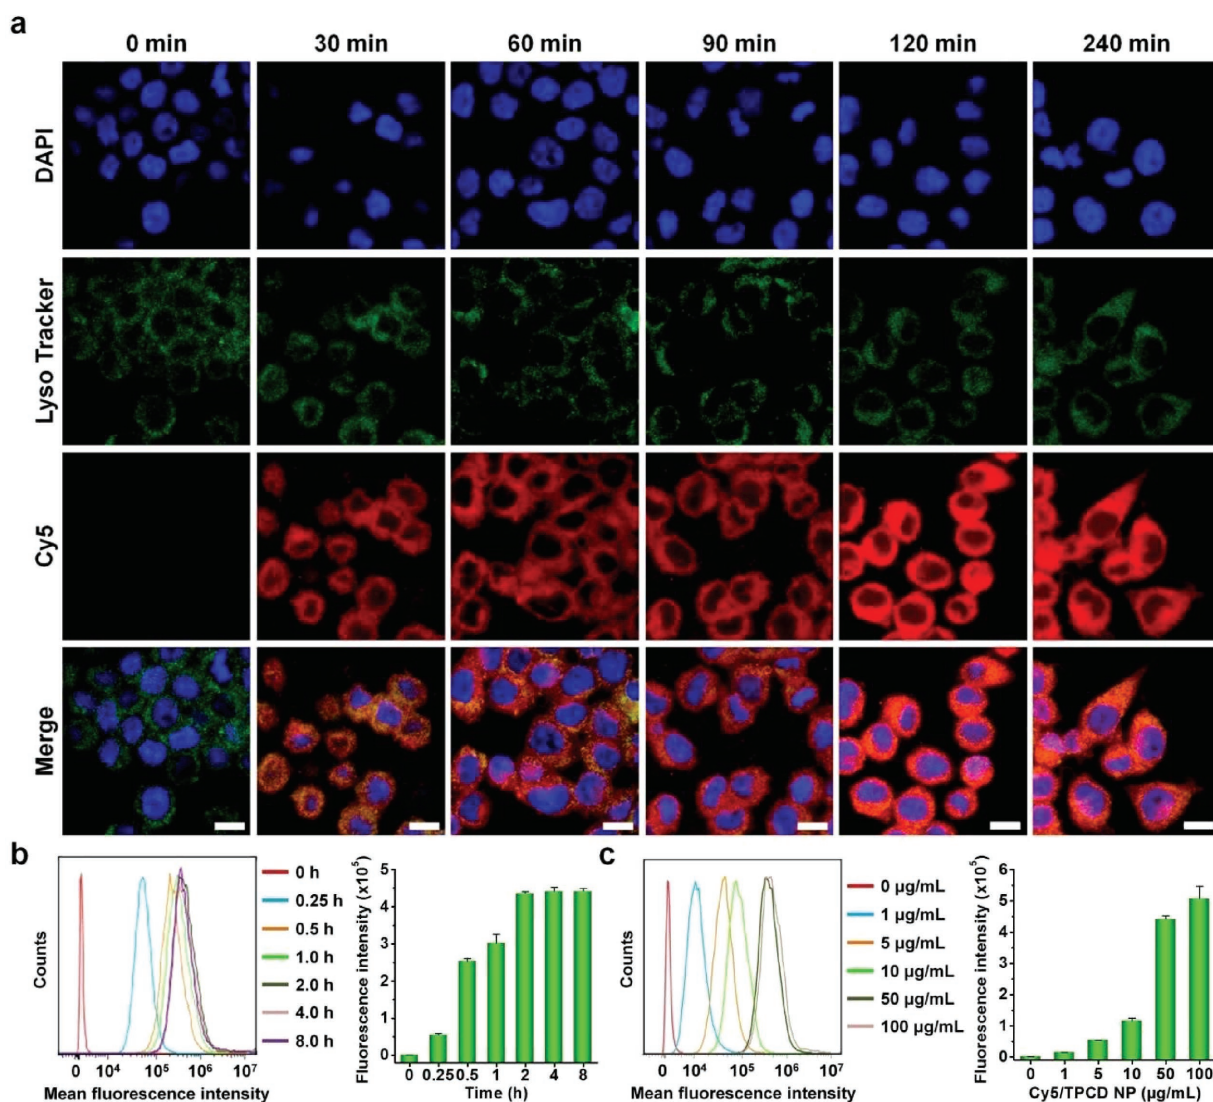 a
0 min 30 min 60 min 90 min 120 min 240 min
DAPI
Lyso Tracker
Cy5
Merge
b
Counts
0 10⁴ 10⁵ 10⁶ 10⁷
Mean fluorescence intensity
0 h
0.25 h
0.5 h
1.0 h
2.0 h
4.0 h
8.0 h
Fluorescence intensity (x10⁵)
5
4
3
2
1
0
0 0.25 0.5 1 2 4 8
Time (h)
c
Counts
0 10⁴ 10⁵ 10⁶ 10⁷
Mean fluorescence intensity
0 µg/mL
1 µg/mL
5 µg/mL
10 µg/mL
50 µg/mL
100 µg/mL
Fluorescence intensity (x10⁵)
6
5
4
3
2
1
0
0 1 5 10 50 100
Cy5/TPCD NP (µg/mL)